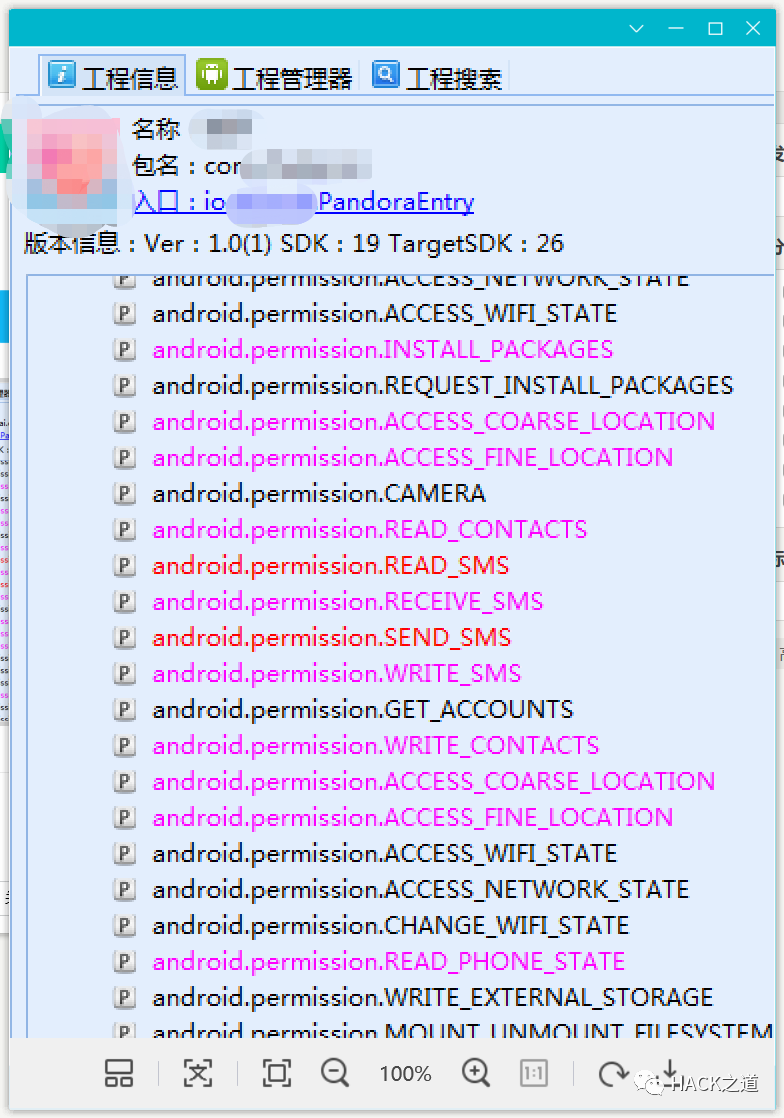 工程信息 工程管理器 工程搜索
名称
包名：
入口： PandoraEntry
版本信息：Ver：1.0(1) SDK：19 TargetSDK：26
android.permission.ACCESS_NETWORK_STATE
android.permission.ACCESS_WIFI_STATE
android.permission.INSTALL_PACKAGES
android.permission.REQUEST_INSTALL_PACKAGES
android.permission.ACCESS_COARSE_LOCATION
android.permission.ACCESS_FINE_LOCATION
android.permission.CAMERA
android.permission.READ_CONTACTS
android.permission.READ_SMS
android.permission.RECEIVE_SMS
android.permission.SEND_SMS
android.permission.WRITE_SMS
android.permission.GET_ACCOUNTS
android.permission.WRITE_CONTACTS
android.permission.ACCESS_COARSE_LOCATION
android.permission.ACCESS_FINE_LOCATION
android.permission.ACCESS_WIFI_STATE
android.permission.ACCESS_NETWORK_STATE
android.permission.CHANGE_WIFI_STATE
android.permission.READ_PHONE_STATE
android.permission.WRITE_EXTERNAL_STORAGE
android.permission.MOUNT_UNMOUNT_FILESYSTEM
100% 1:1
HACK之道